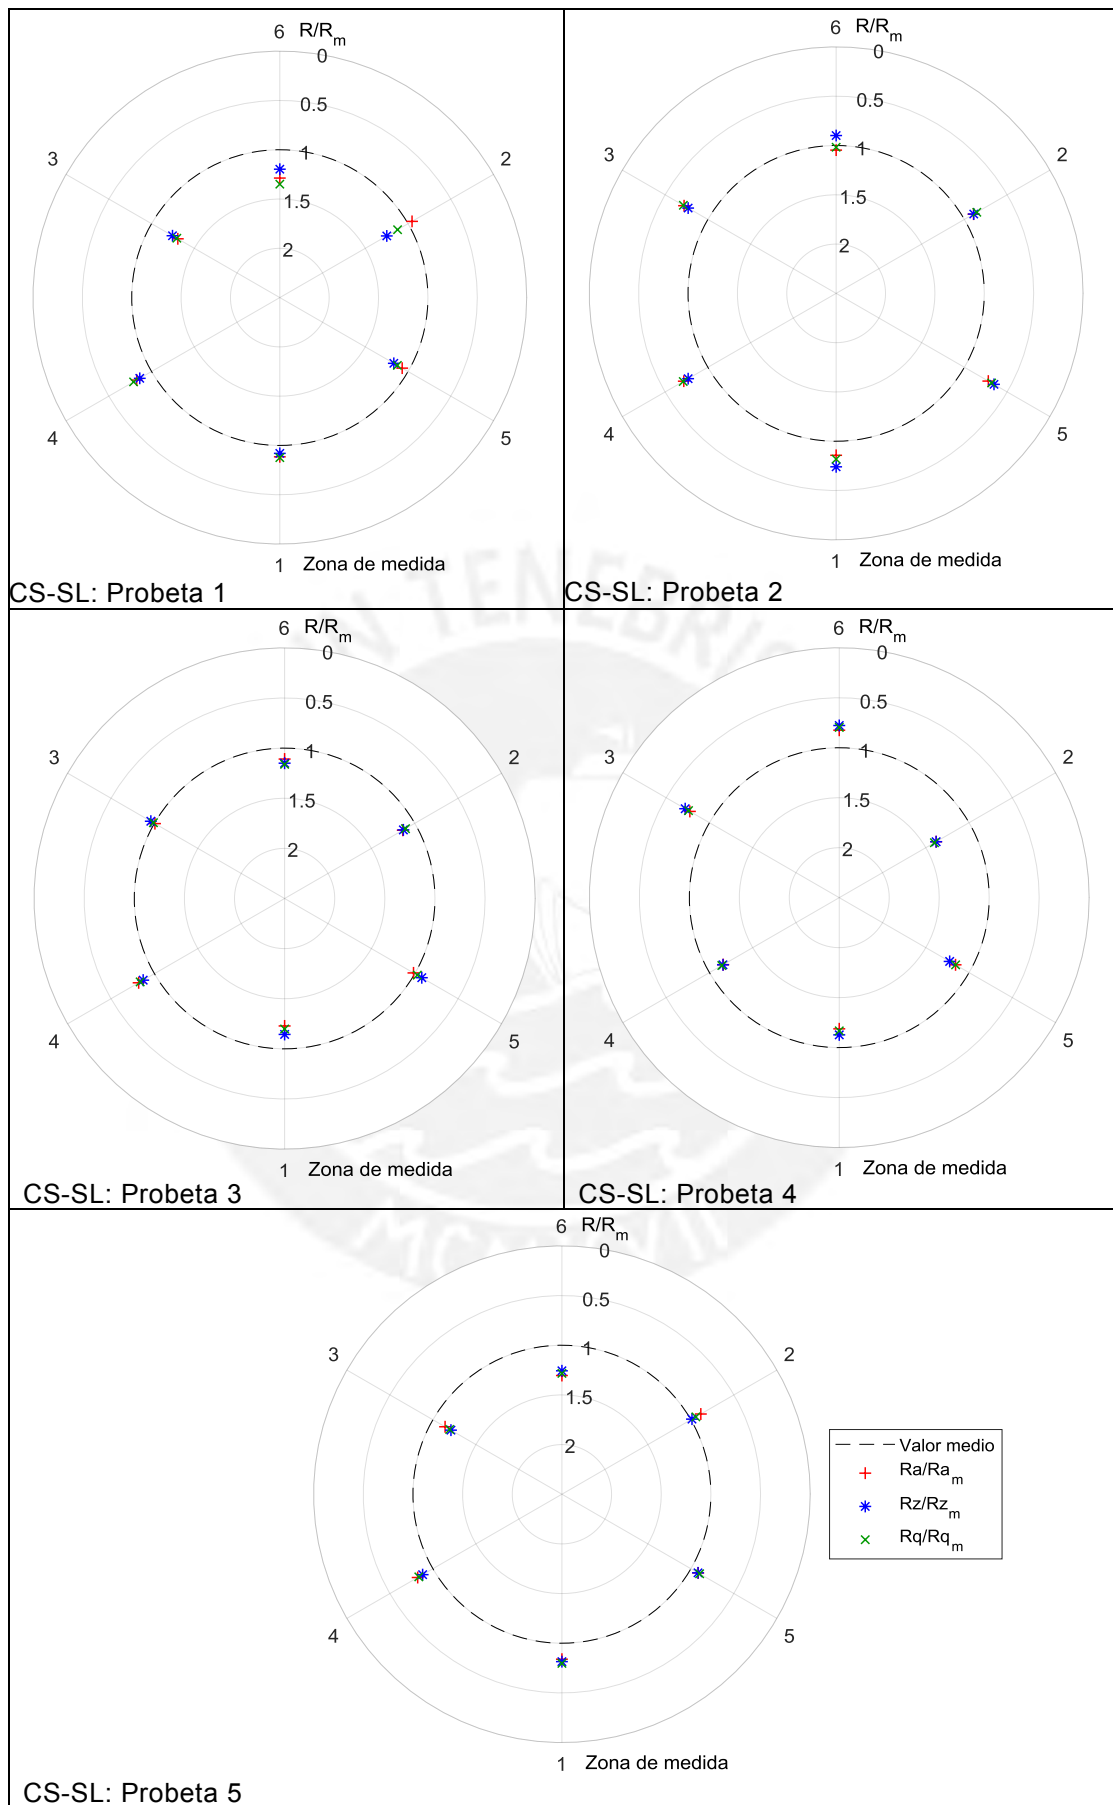 6 R/Rm
0
0.5
1
1.5
2
3
2
4
5
1 Zona de medida
CS-SL: Probeta 1
6 R/Rm
0
0.5
1
1.5
2
3
2
4
5
1 Zona de medida
CS-SL: Probeta 2
6 R/Rm
0
0.5
1
1.5
2
3
2
4
5
1 Zona de medida
CS-SL: Probeta 3
6 R/Rm
0
0.5
1
1.5
2
3
2
4
5
1 Zona de medida
CS-SL: Probeta 4
6 R/Rm
0
0.5
1
1.5
2
3
2
4
5
1 Zona de medida
Valor medio
Ra/Ram
Rz/Rzm
Rq/Rqm
CS-SL: Probeta 5